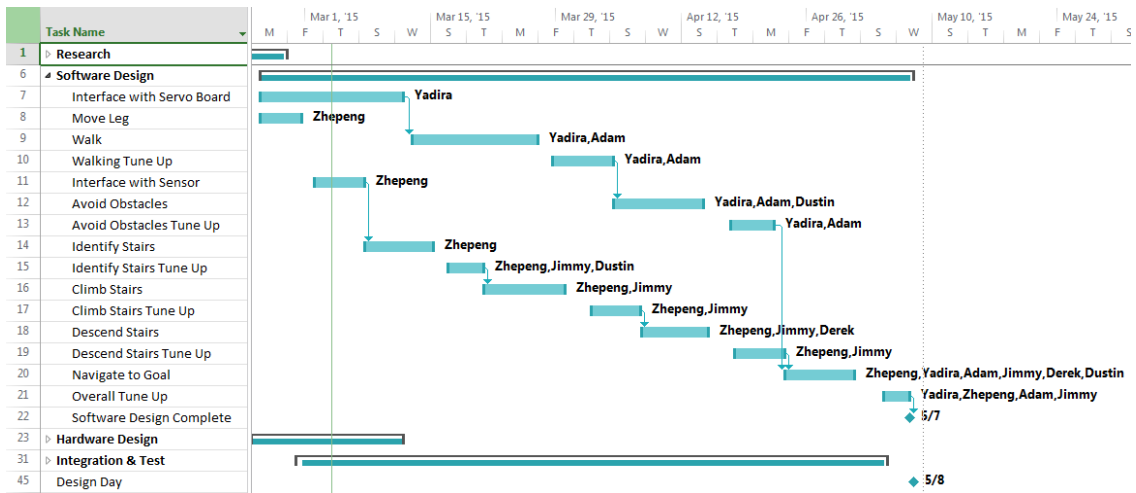 Mar 1, '15 Mar 15, '15 Mar 29, '15 Apr 12, '15 Apr 26, '15 May 10, '15 May 24, '15
Task Name M F T S W S T M F T S W S T M F T S W S T M F T S
1 Research
6 Software Design
7 Interface with Servo Board Yadira
8 Move Leg Zhepeng
9 Walk Yadira,Adam
10 Walking Tune Up Yadira,Adam
11 Interface with Sensor Zhepeng
12 Avoid Obstacles Yadira,Adam,Dustin
13 Avoid Obstacles Tune Up Yadira,Adam
14 Identify Stairs Zhepeng
15 Identify Stairs Tune Up Zhepeng,Jimmy,Dustin
16 Climb Stairs Zhepeng,Jimmy
17 Climb Stairs Tune Up Zhepeng,Jimmy
18 Descend Stairs Zhepeng,Jimmy,Derek
19 Descend Stairs Tune Up Zhepeng,Jimmy
20 Navigate to Goal Zhepeng,Yadira,Adam,Jimmy,Derek,Dustin
21 Overall Tune Up Yadira,Zhepeng,Adam,Jimmy
22 Software Design Complete 5/7
23 Hardware Design
31 Integration & Test
45 Design Day 5/8